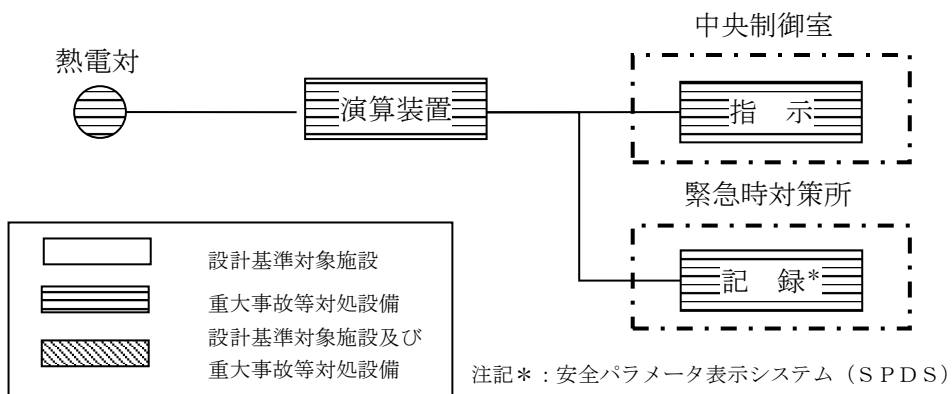 中央制御室
熱電対
演算装置
指　示
緊急時対策所
記　録*
設計基準対象施設
重大事故等対処設備
設計基準対象施設及び
重大事故等対処設備
注記＊：安全パラメータ表示システム（ＳＰＤＳ）